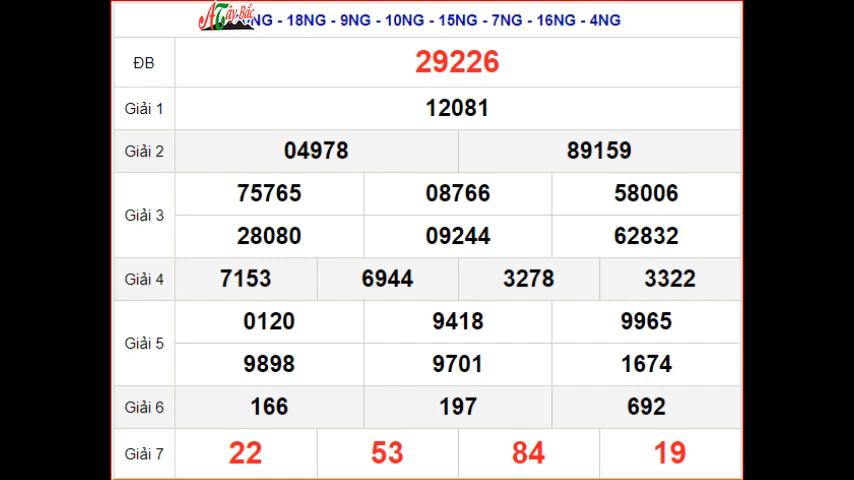 A Tây Bắc
NG - 18NG - 9NG - 10NG - 15NG - 7NG - 16NG - 4NG
ĐB 29226
Giải 1 12081
Giải 2 04978 89159
Giải 3 75765 08766 58006
28080 09244 62832
Giải 4 7153 6944 3278 3322
Giải 5 0120 9418 9965
9898 9701 1674
Giải 6 166 197 692
Giải 7 22 53 84 19